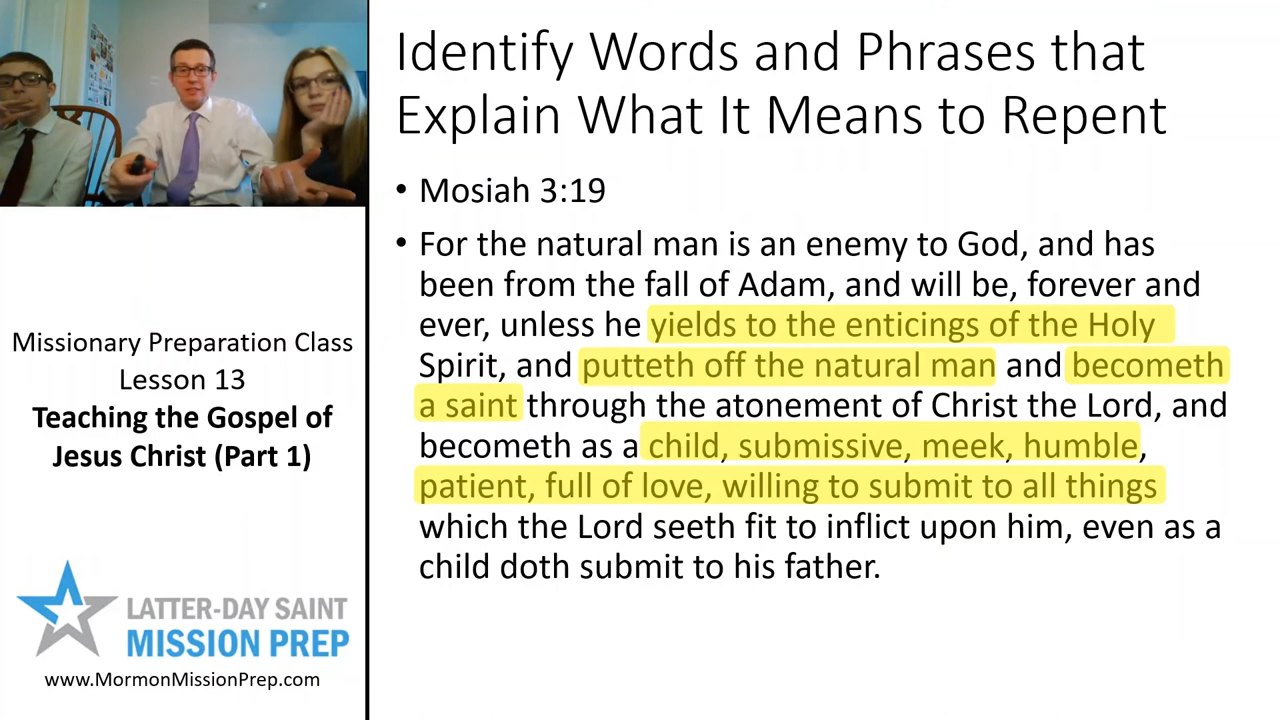 Identify Words and Phrases that
Explain What It Means to Repent
• Mosiah 3:19
• For the natural man is an enemy to God, and has
been from the fall of Adam, and will be, forever and
ever, unless he yields to the enticings of the Holy
Spirit, and putteth off the natural man and becometh
a saint through the atonement of Christ the Lord, and
becometh as a child, submissive, meek, humble,
patient, full of love, willing to submit to all things
which the Lord seeth fit to inflict upon him, even as a
child doth submit to his father.
Missionary Preparation Class
Lesson 13
Teaching the Gospel of
Jesus Christ (Part 1)
LATTER-DAY SAINT
MISSION PREP
www.MormonMissionPrep.com